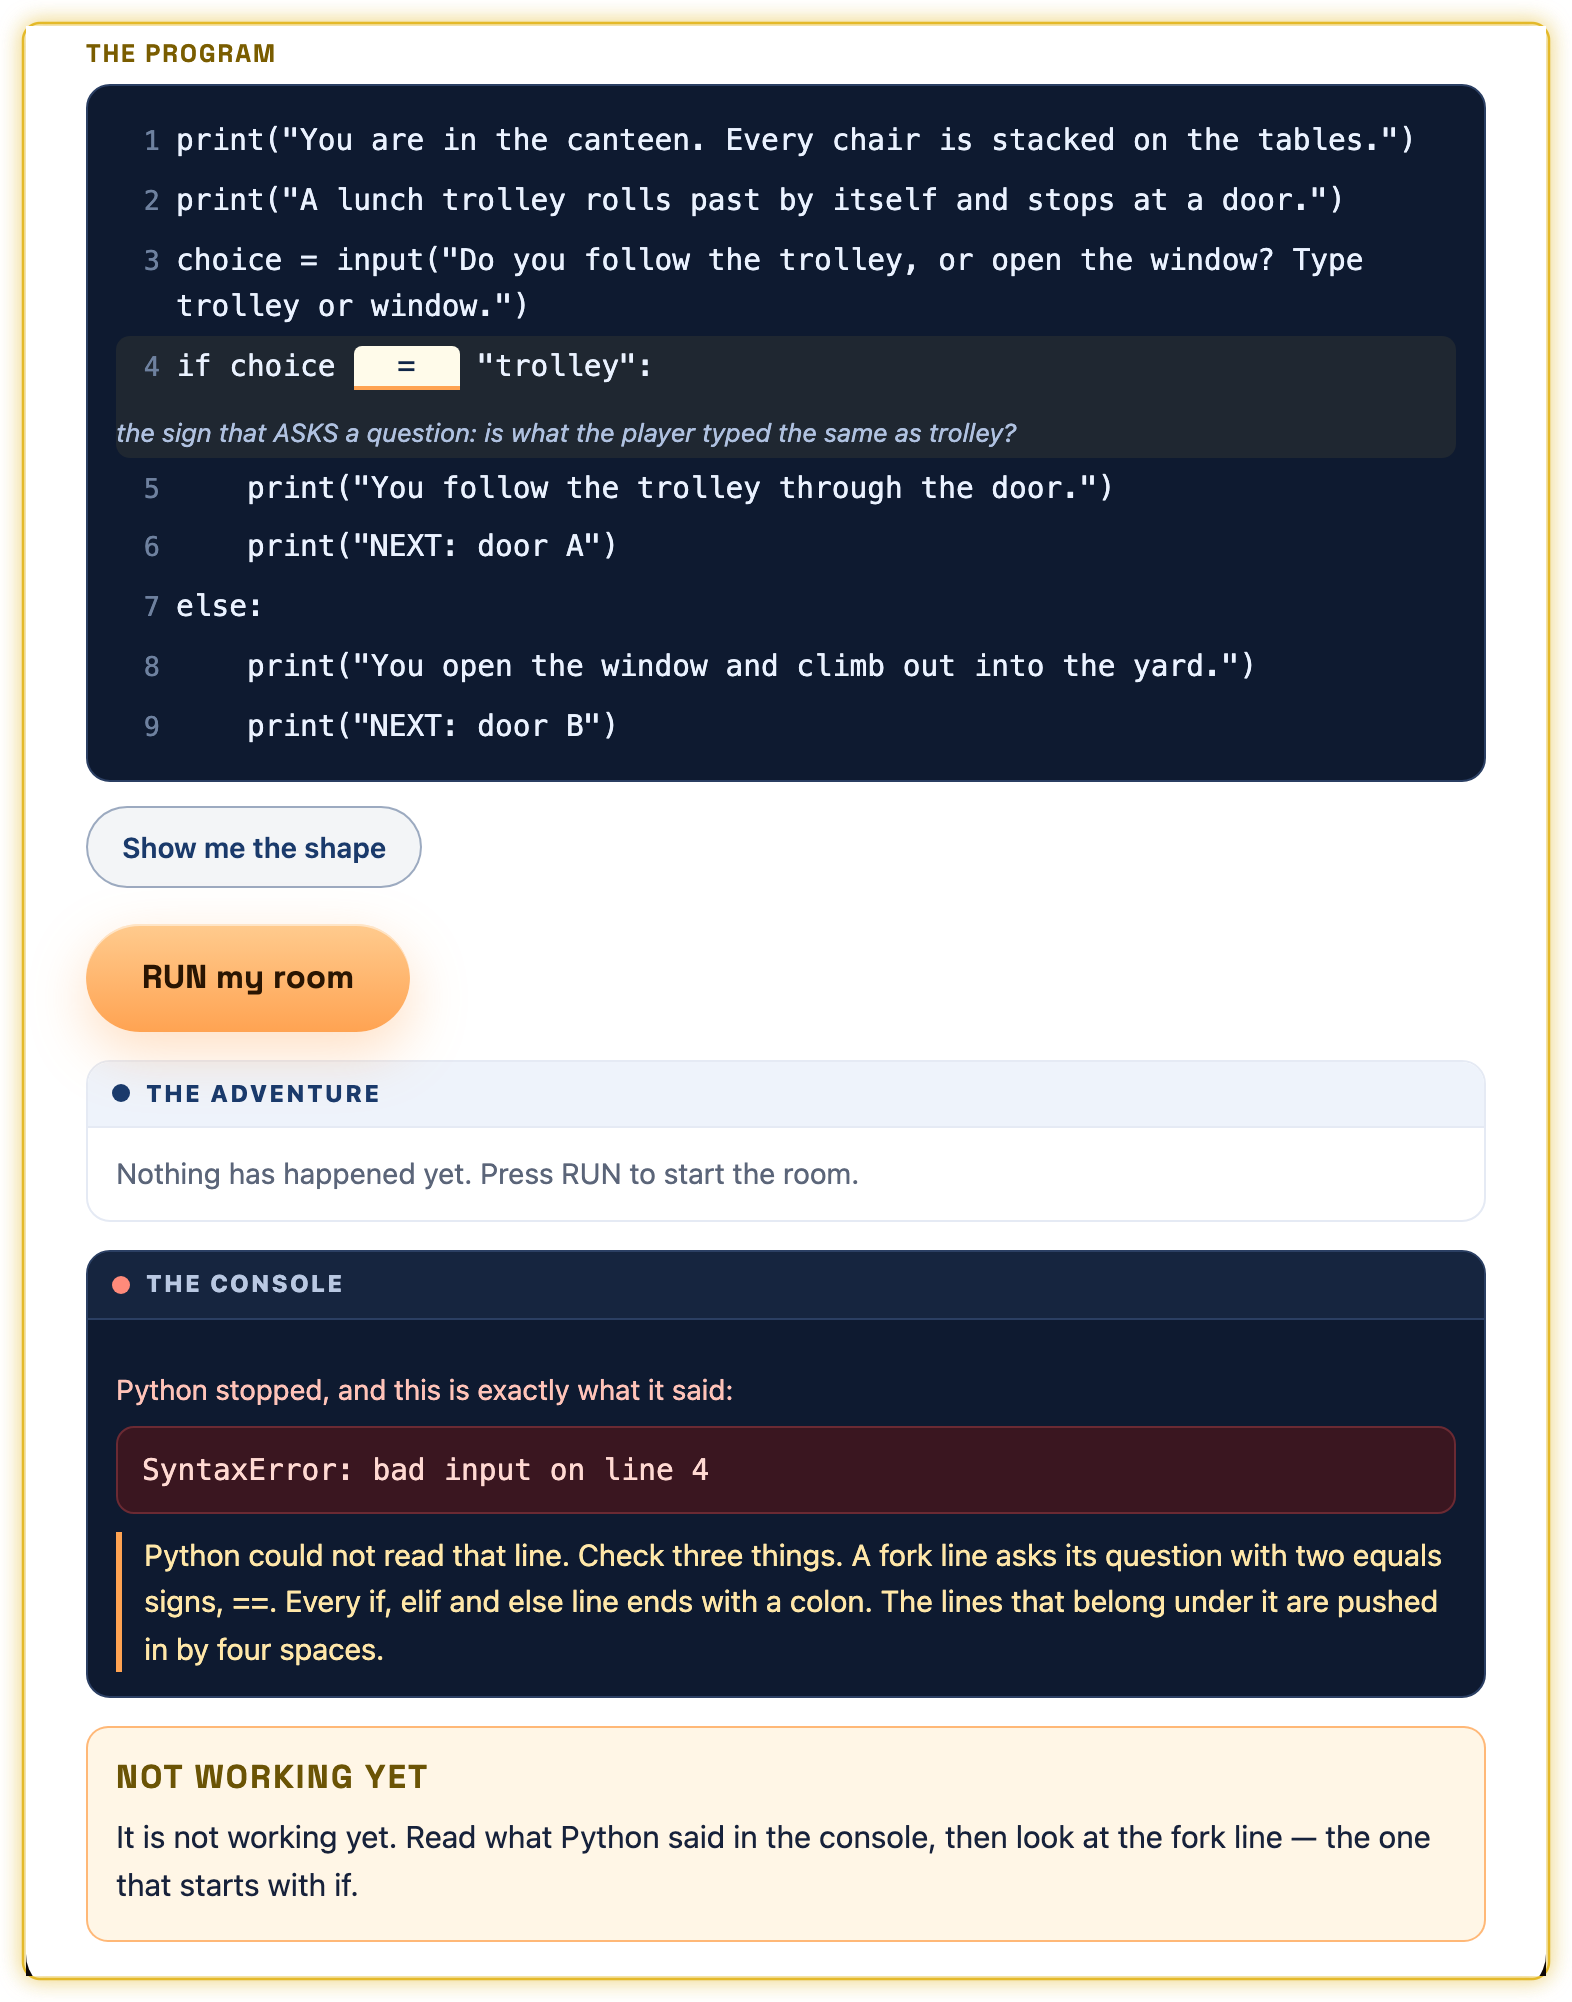 THE PROGRAM
1 print("You are in the canteen. Every chair is stacked on the tables.")
2 print("A lunch trolley rolls past by itself and stops at a door.")
3 choice = input("Do you follow the trolley, or open the window? Type
trolley or window.")
4 if choice = "trolley":
the sign that ASKS a question: is what the player typed the same as trolley?
5     print("You follow the trolley through the door.")
6     print("NEXT: door A")
7 else:
8     print("You open the window and climb out into the yard.")
9     print("NEXT: door B")
Show me the shape
RUN my room
THE ADVENTURE
Nothing has happened yet. Press RUN to start the room.
THE CONSOLE
Python stopped, and this is exactly what it said:
SyntaxError: bad input on line 4
Python could not read that line. Check three things. A fork line asks its question with two equals
signs, ==. Every if, elif and else line ends with a colon. The lines that belong under it are pushed
in by four spaces.
NOT WORKING YET
It is not working yet. Read what Python said in the console, then look at the fork line — the one
that starts with if.